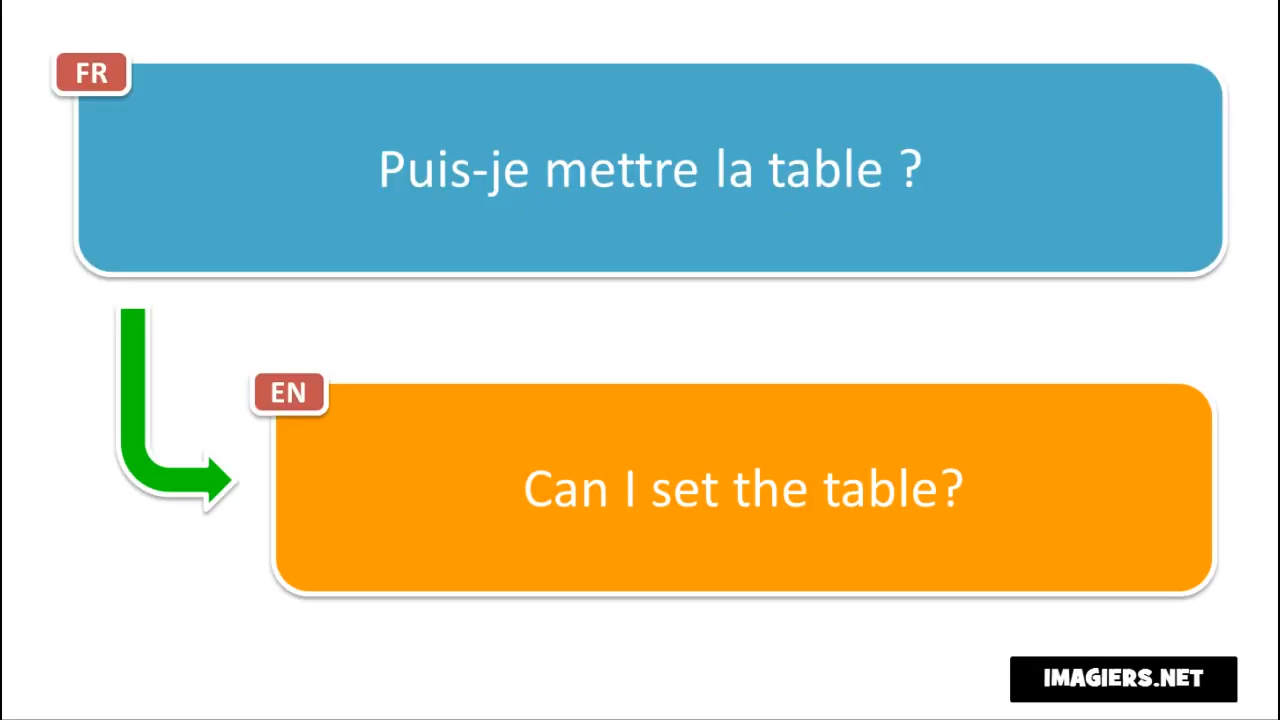 FR
Puis-je mettre la table ?
EN
Can I set the table?
IMAGIERS.NET